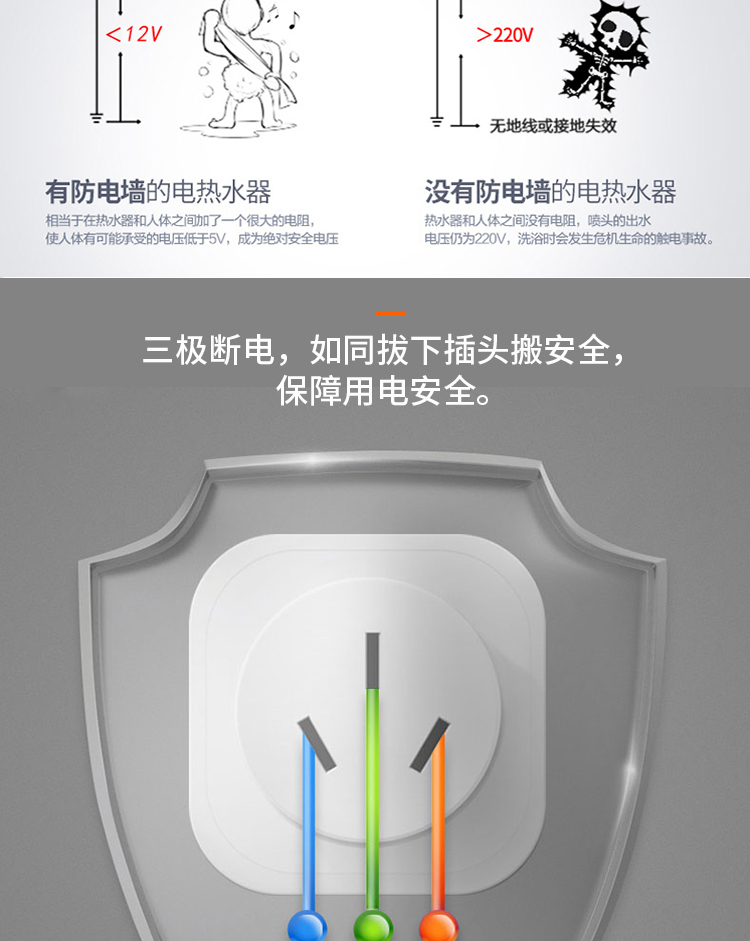 <12V
>220V
无地线或接地失效
有防电墙的电热水器
相当于在热水器和人体之间加了一个很大的电阻，
使人体有可能承受的电压低于5V，成为绝对安全电压
没有防电墙的电热水器
热水器和人体之间没有电阻，喷头的出水
电压仍为220V，洗浴时会发生危机生命的触电事故。
三极断电，如同拔下插头搬安全，
保障用电安全。